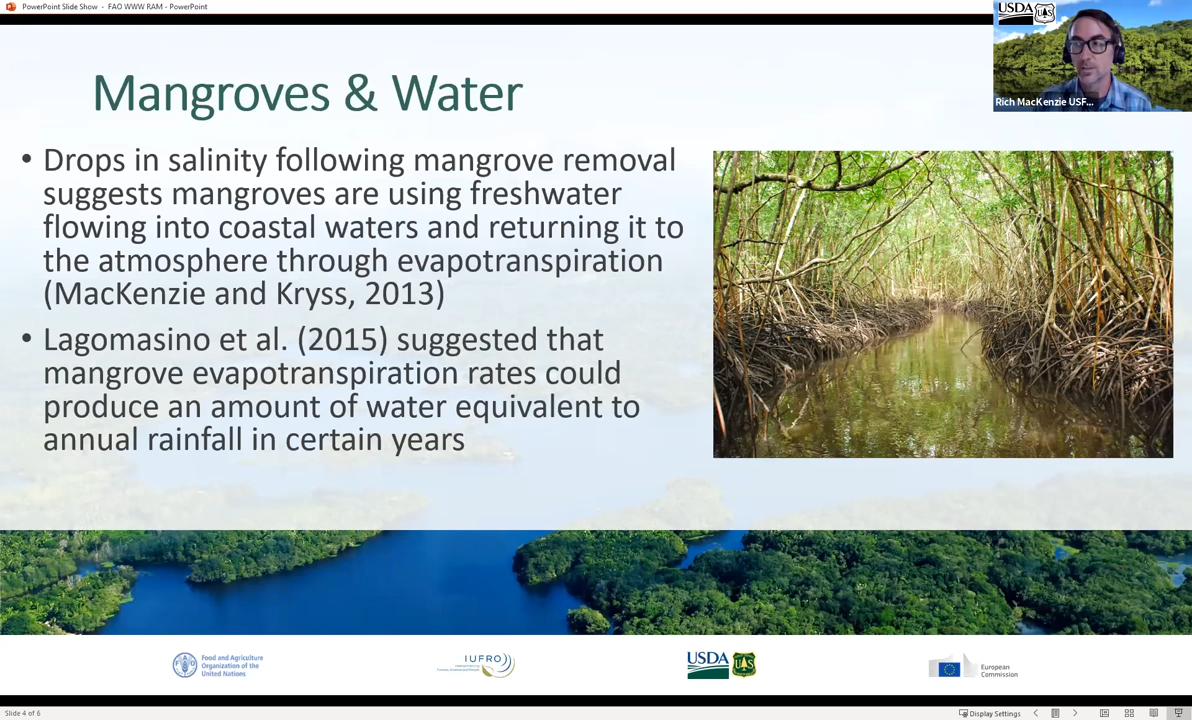 PowerPoint Slide Show - FAO WWW RAM - PowerPoint
USDA
Rich MacKenzie USF...
Mangroves & Water
• Drops in salinity following mangrove removal
suggests mangroves are using freshwater
flowing into coastal waters and returning it to
the atmosphere through evapotranspiration
(MacKenzie and Kryss, 2013)
• Lagomasino et al. (2015) suggested that
mangrove evapotranspiration rates could
produce an amount of water equivalent to
annual rainfall in certain years
Food and Agriculture
Organization of the
United Nations
IUFRO
USDA
UAS
European
Commission
Slide 4 of 6
Display Settings